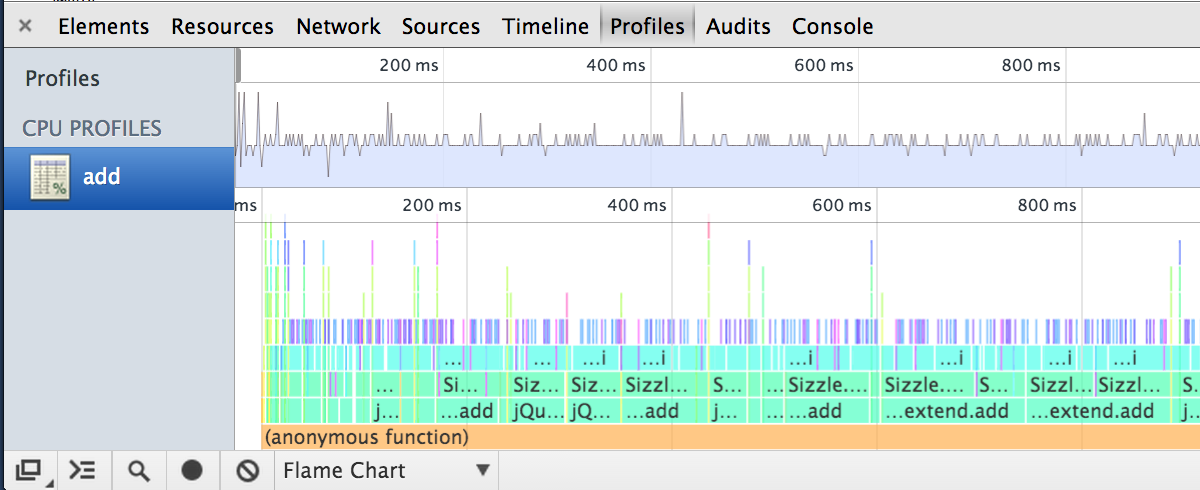 × Elements Resources Network Sources Timeline Profiles Audits Console
Profiles
CPU PROFILES
% add
200 ms 400 ms 600 ms 800 ms
ms 200 ms 400 ms 600 ms 800 ms
...i ...i ...i ...i ...i ...i
... Si... Siz... Siz... Sizzl... S... ... Sizzle.... Sizzle.... S... Sizzl... Sizzl... S.
j... ...add jQu... jQ... ...add j... ... ...add ...extend.add ...extend.add j...
(anonymous function)
Flame Chart